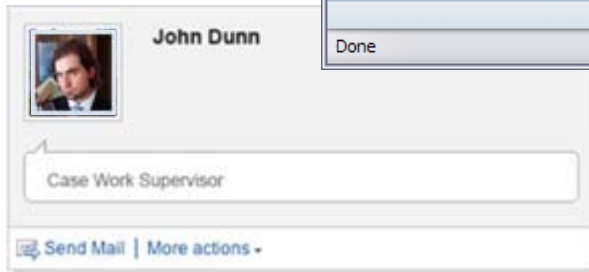 John Dunn
Done
Case Work Supervisor
Send Mail | More actions